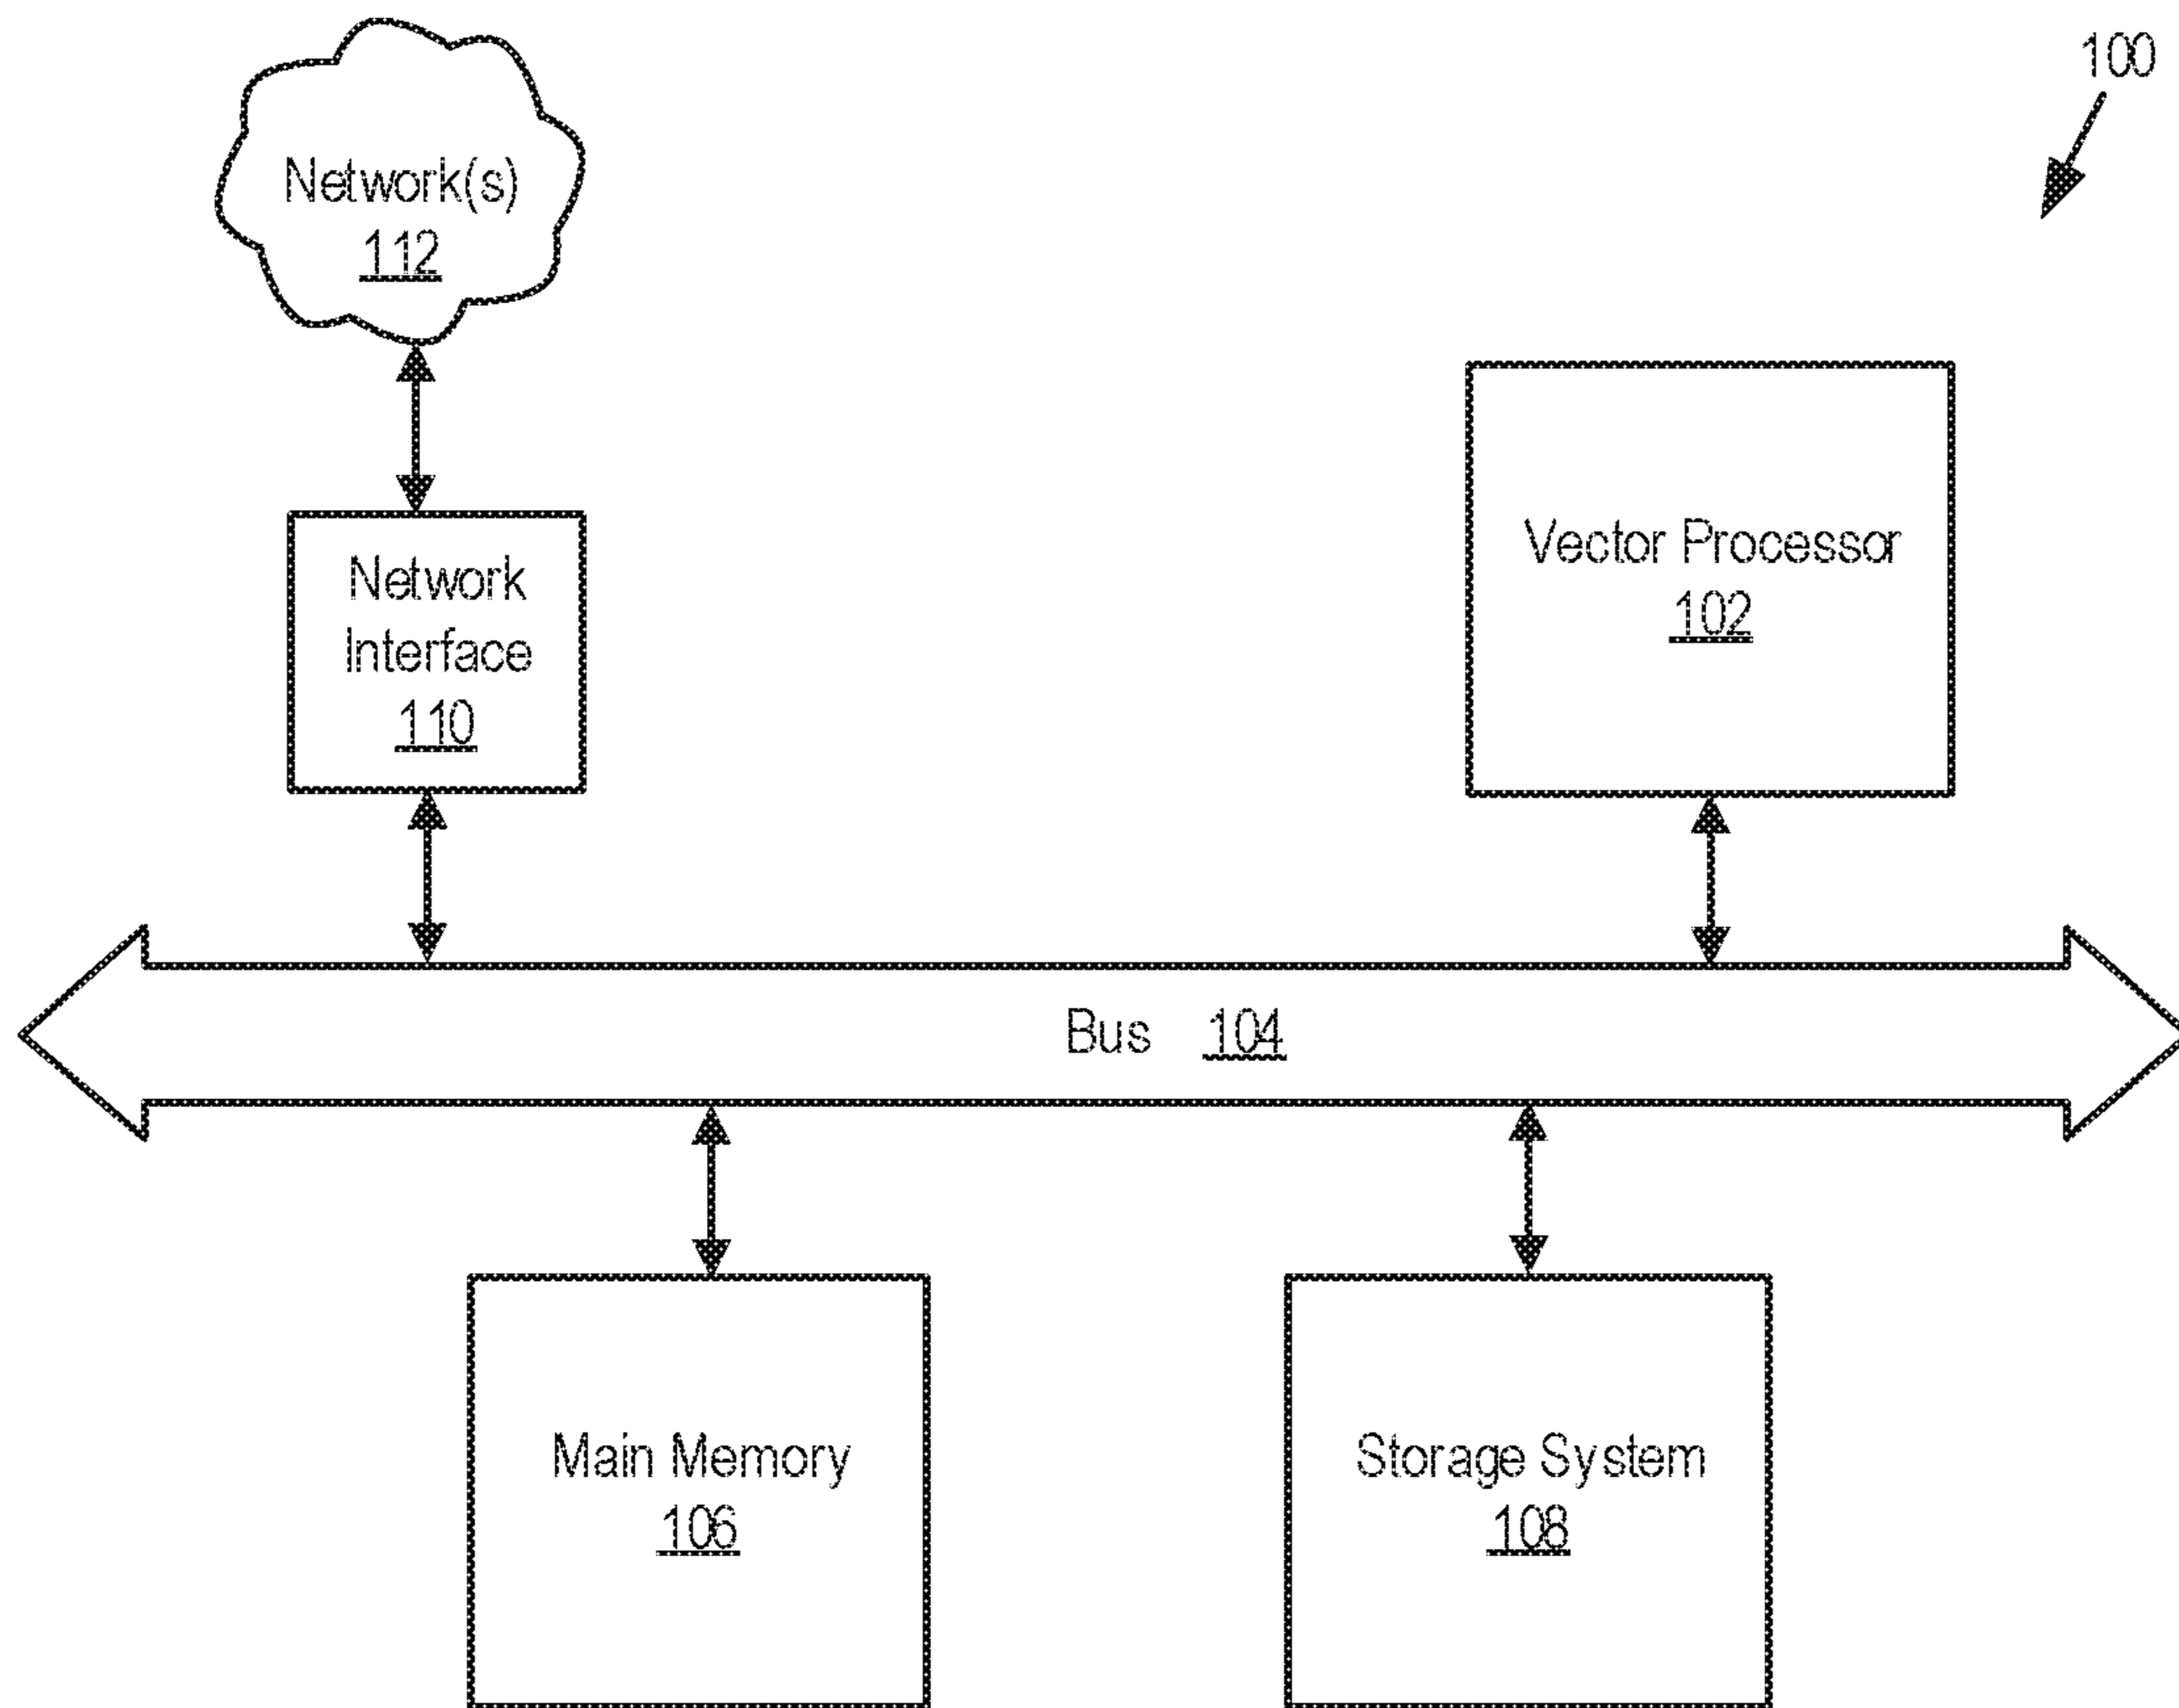 100
Network(s)
112
Network
Interface
110
Vector Processor
102
Bus 104
Main Memory
106
Storage System
108